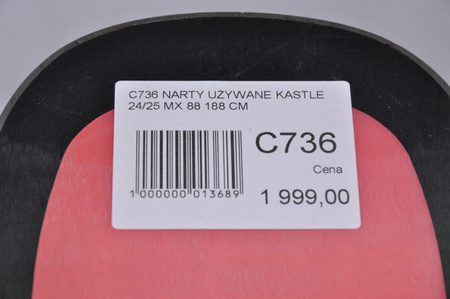 C736 NARTY UŻYWANE KASTLE
24/25 MX 88 188 CM
C736
Cena
1 000000 013689
1 999,00